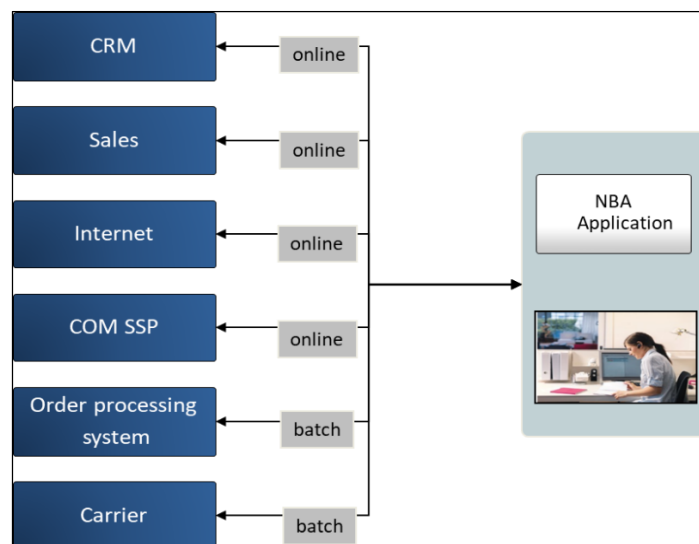 CRM
online
Sales
online
Internet
online
COM SSP
online
Order processing
system
batch
Carrier
batch
NBA
Application